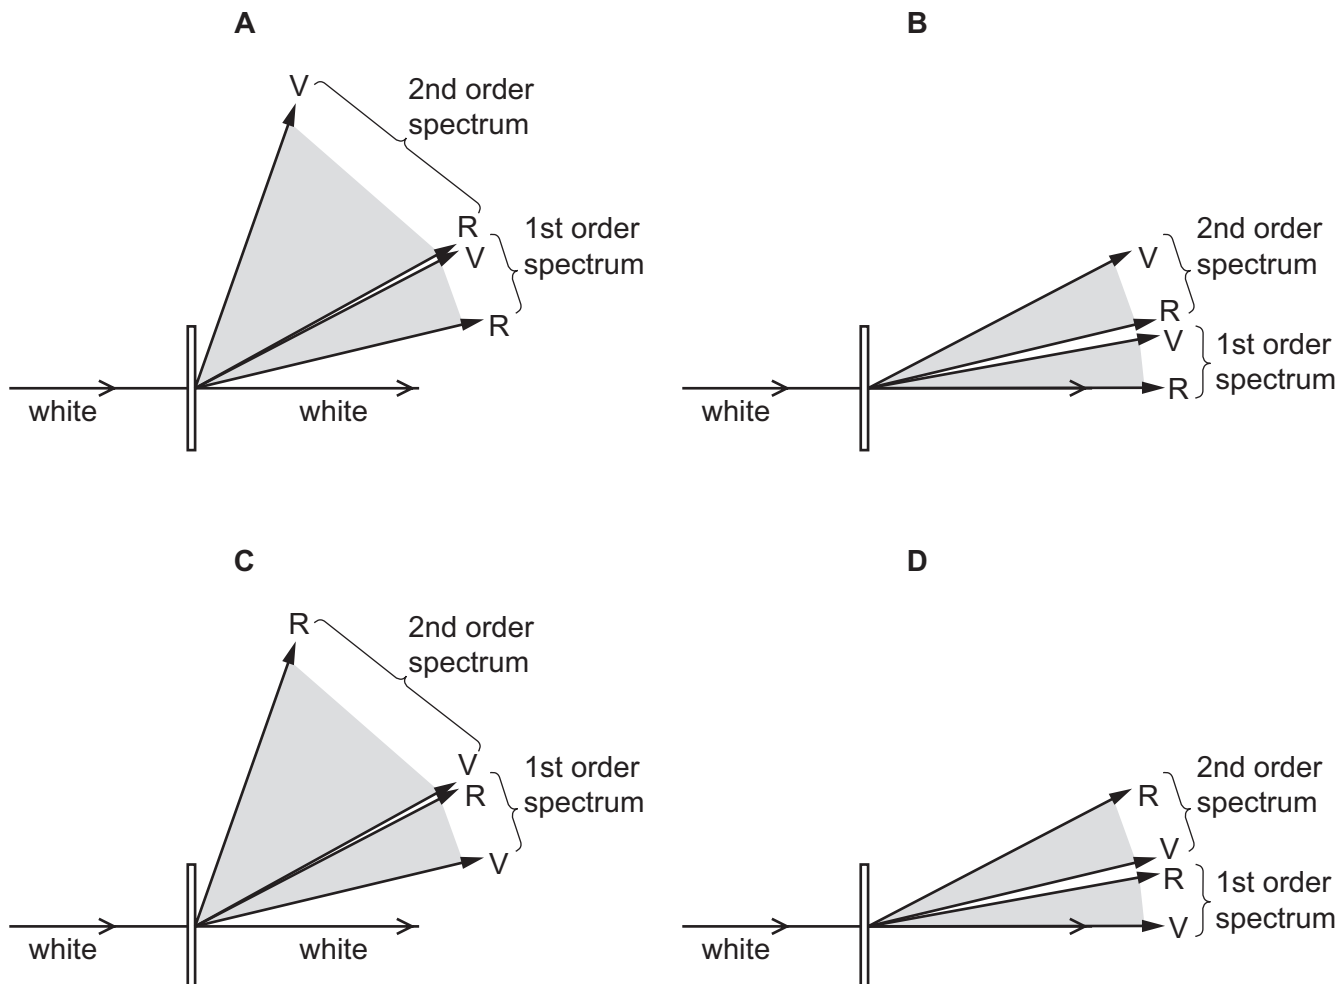 A
V
2nd order
spectrum
R
V
1st order
spectrum
R
white
white
B
V
2nd order
spectrum
R
V
1st order
spectrum
R
white
C
R
2nd order
spectrum
V
R
1st order
spectrum
V
white
white
D
R
2nd order
spectrum
V
R
1st order
spectrum
V
white